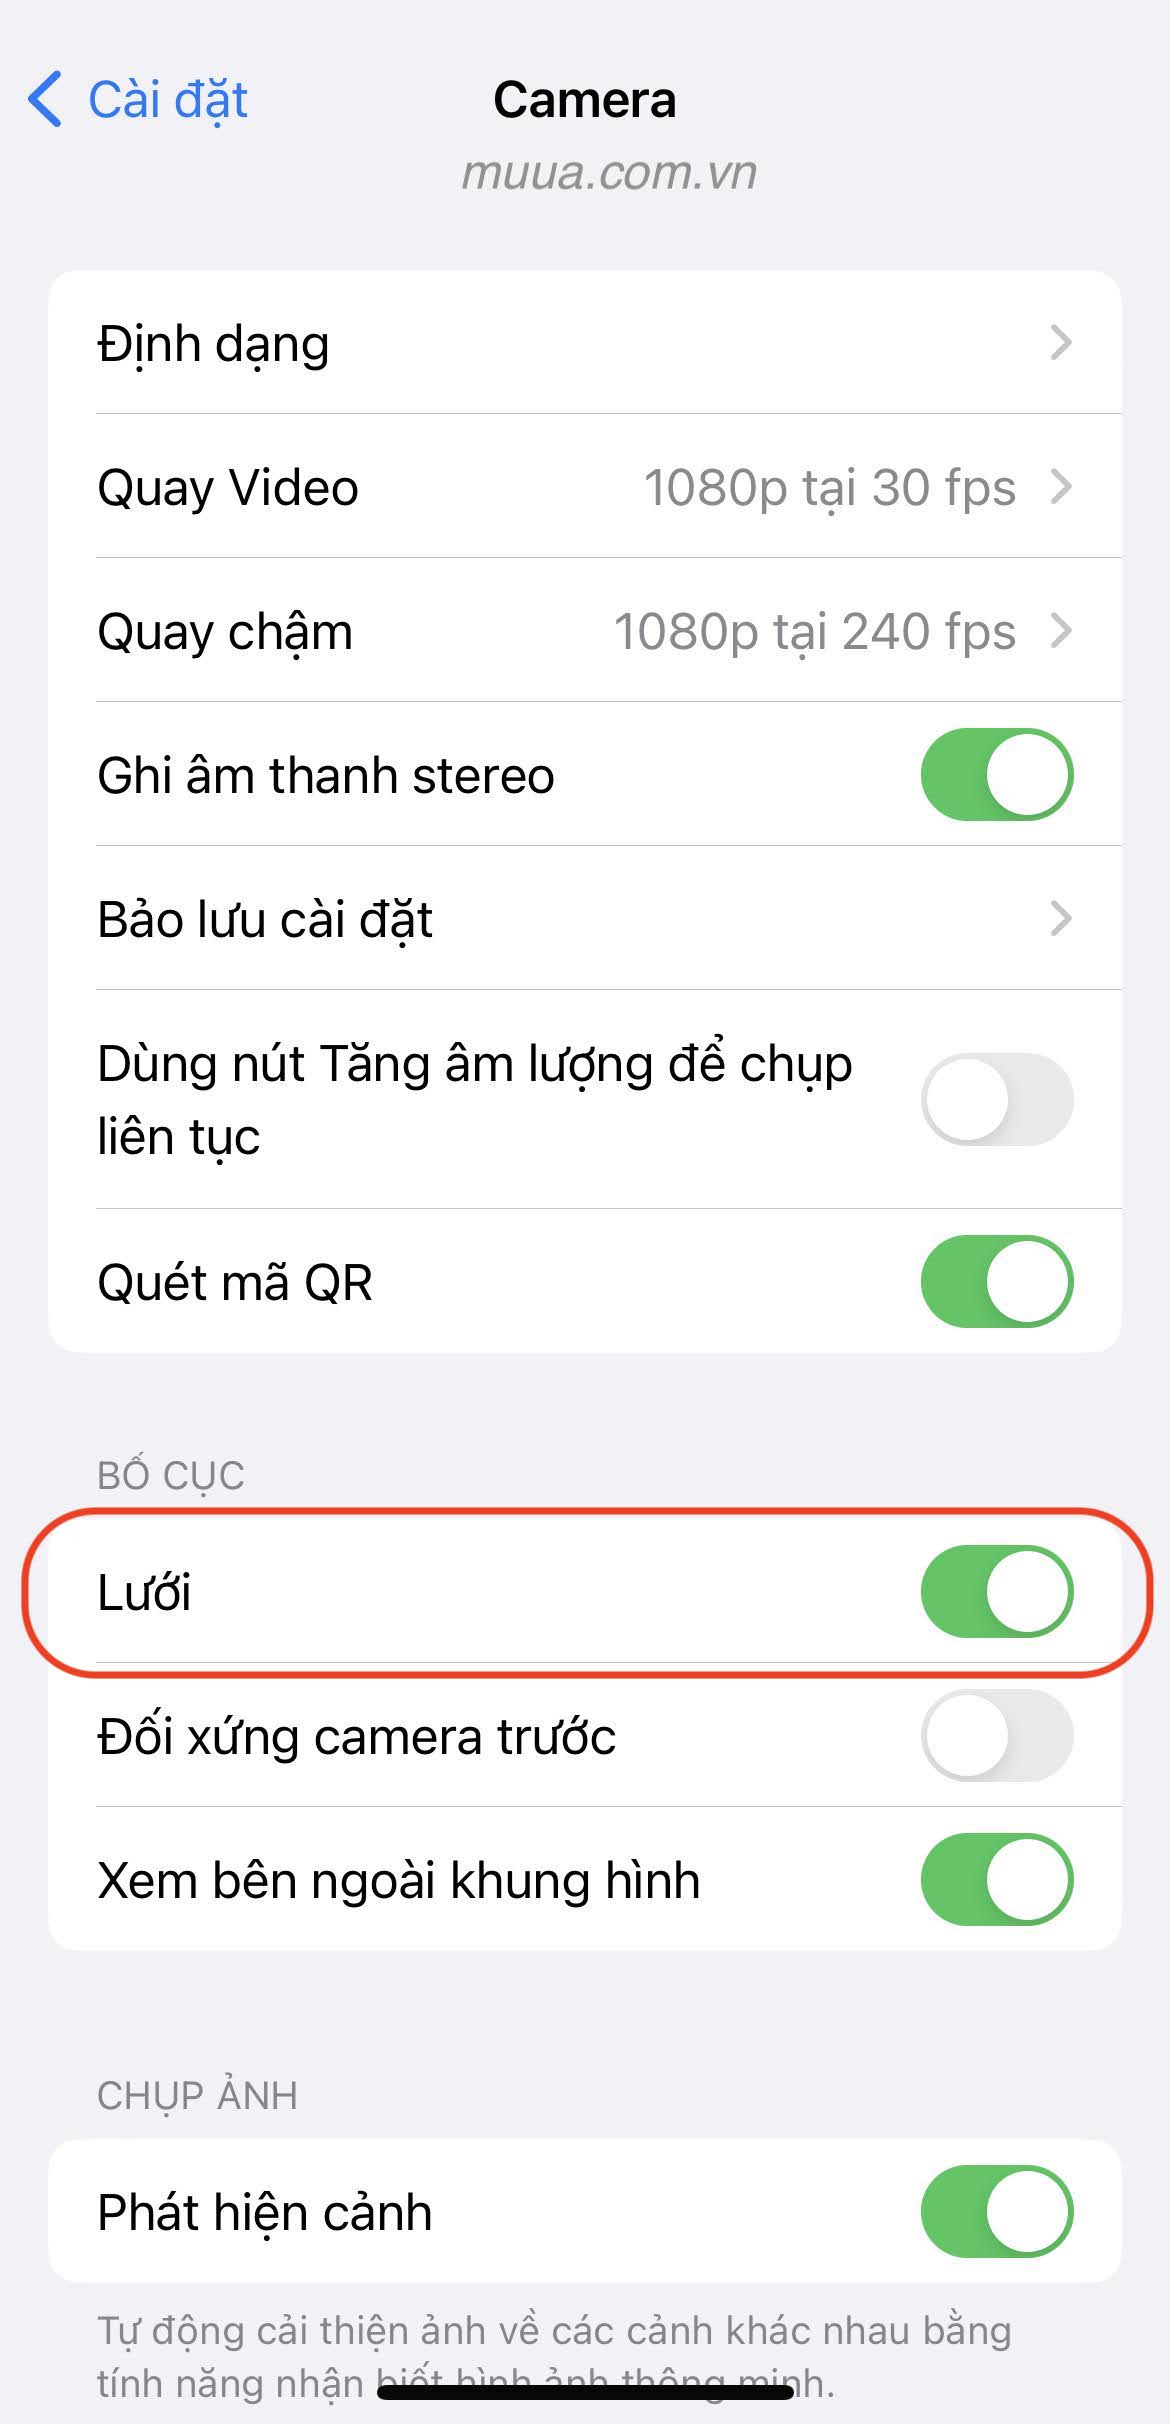 Cài đặt
Camera
muua.com.vn
Định dạng
Quay Video 1080p tại 30 fps
Quay chậm 1080p tại 240 fps
Ghi âm thanh stereo
Bảo lưu cài đặt
Dùng nút Tăng âm lượng để chụp
liên tục
Quét mã QR
BỐ CỤC
Lưới
Đối xứng camera trước
Xem bên ngoài khung hình
CHỤP ẢNH
Phát hiện cảnh
Tự động cải thiện ảnh về các cảnh khác nhau bằng
tính năng nhận biết hình ảnh thông minh.